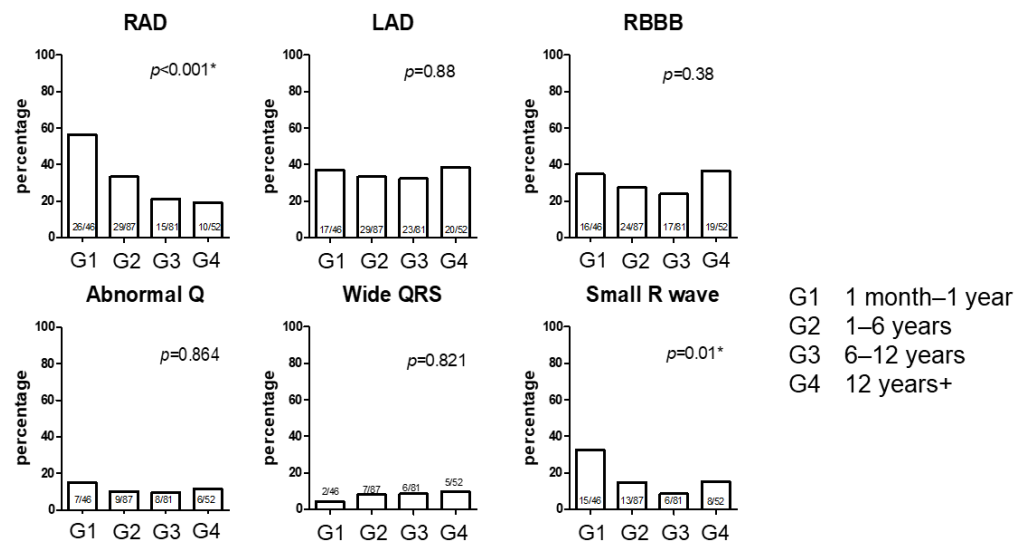 RAD
LAD
RBBB
percentage
100
80
60
40
20
0
p<0.001*
26/46 29/87 15/81 10/52
G1 G2 G3 G4
percentage
100
80
60
40
20
0
p=0.88
17/46 29/87 23/81 20/52
G1 G2 G3 G4
percentage
100
80
60
40
20
0
p=0.38
16/46 24/87 17/81 19/52
G1 G2 G3 G4
Abnormal Q
Wide QRS
Small R wave
percentage
100
80
60
40
20
0
p=0.864
7/46 9/87 8/81 6/52
G1 G2 G3 G4
percentage
100
80
60
40
20
0
p=0.821
2/46 7/87 6/81 5/52
G1 G2 G3 G4
percentage
100
80
60
40
20
0
p=0.01*
15/46 13/87 6/81 8/52
G1 G2 G3 G4
G1 1 month–1 year
G2 1–6 years
G3 6–12 years
G4 12 years+